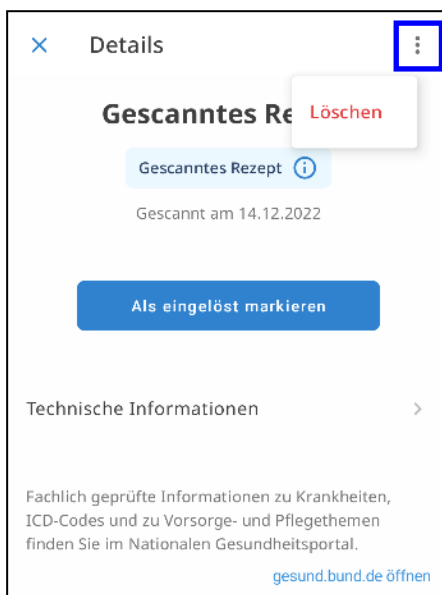 Details
Gescanntes Re
Löschen
Gescanntes Rezept
Gescannt am 14.12.2022
Als eingelöst markieren
Technische Informationen
Fachlich geprüfte Informationen zu Krankheiten,
ICD-Codes und zu Vorsorge- und Pflegethemen
finden Sie im Nationalen Gesundheitsportal.
gesund.bund.de öffnen